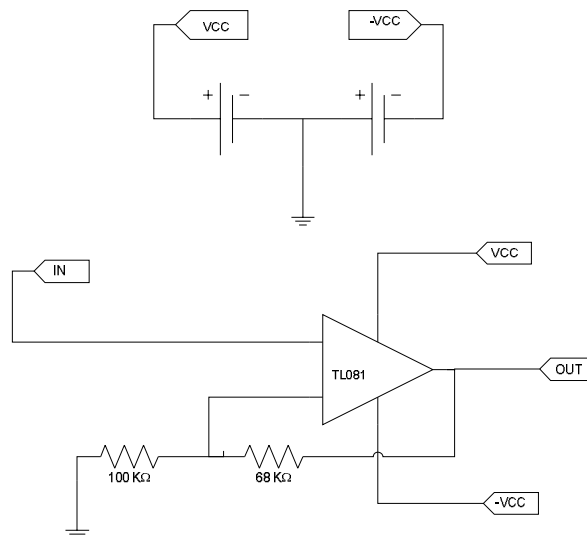 VCC
-VCC
+
−
+
−
IN
VCC
TL081
OUT
100 KΩ
68 KΩ
-VCC